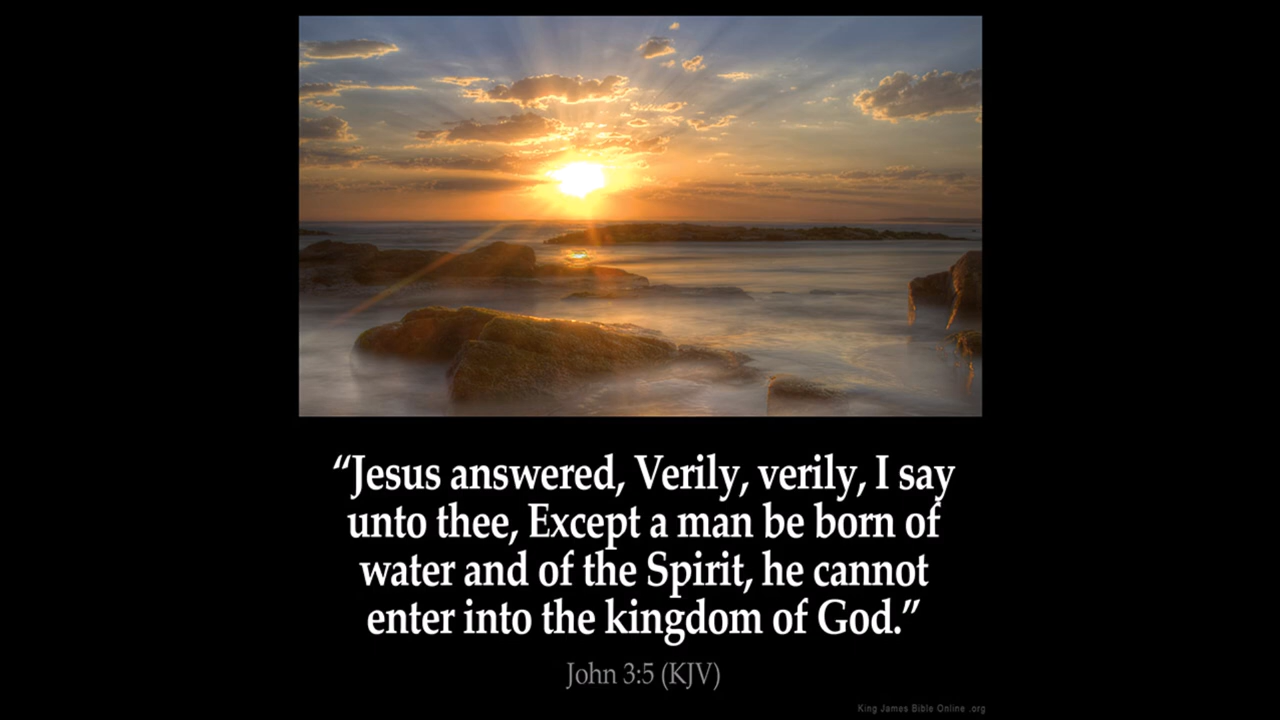 “Jesus answered, Verily, verily, I say
unto thee, Except a man be born of
water and of the Spirit, he cannot
enter into the kingdom of God.”
John 3:5 (KJV)
King James Bible Online .org